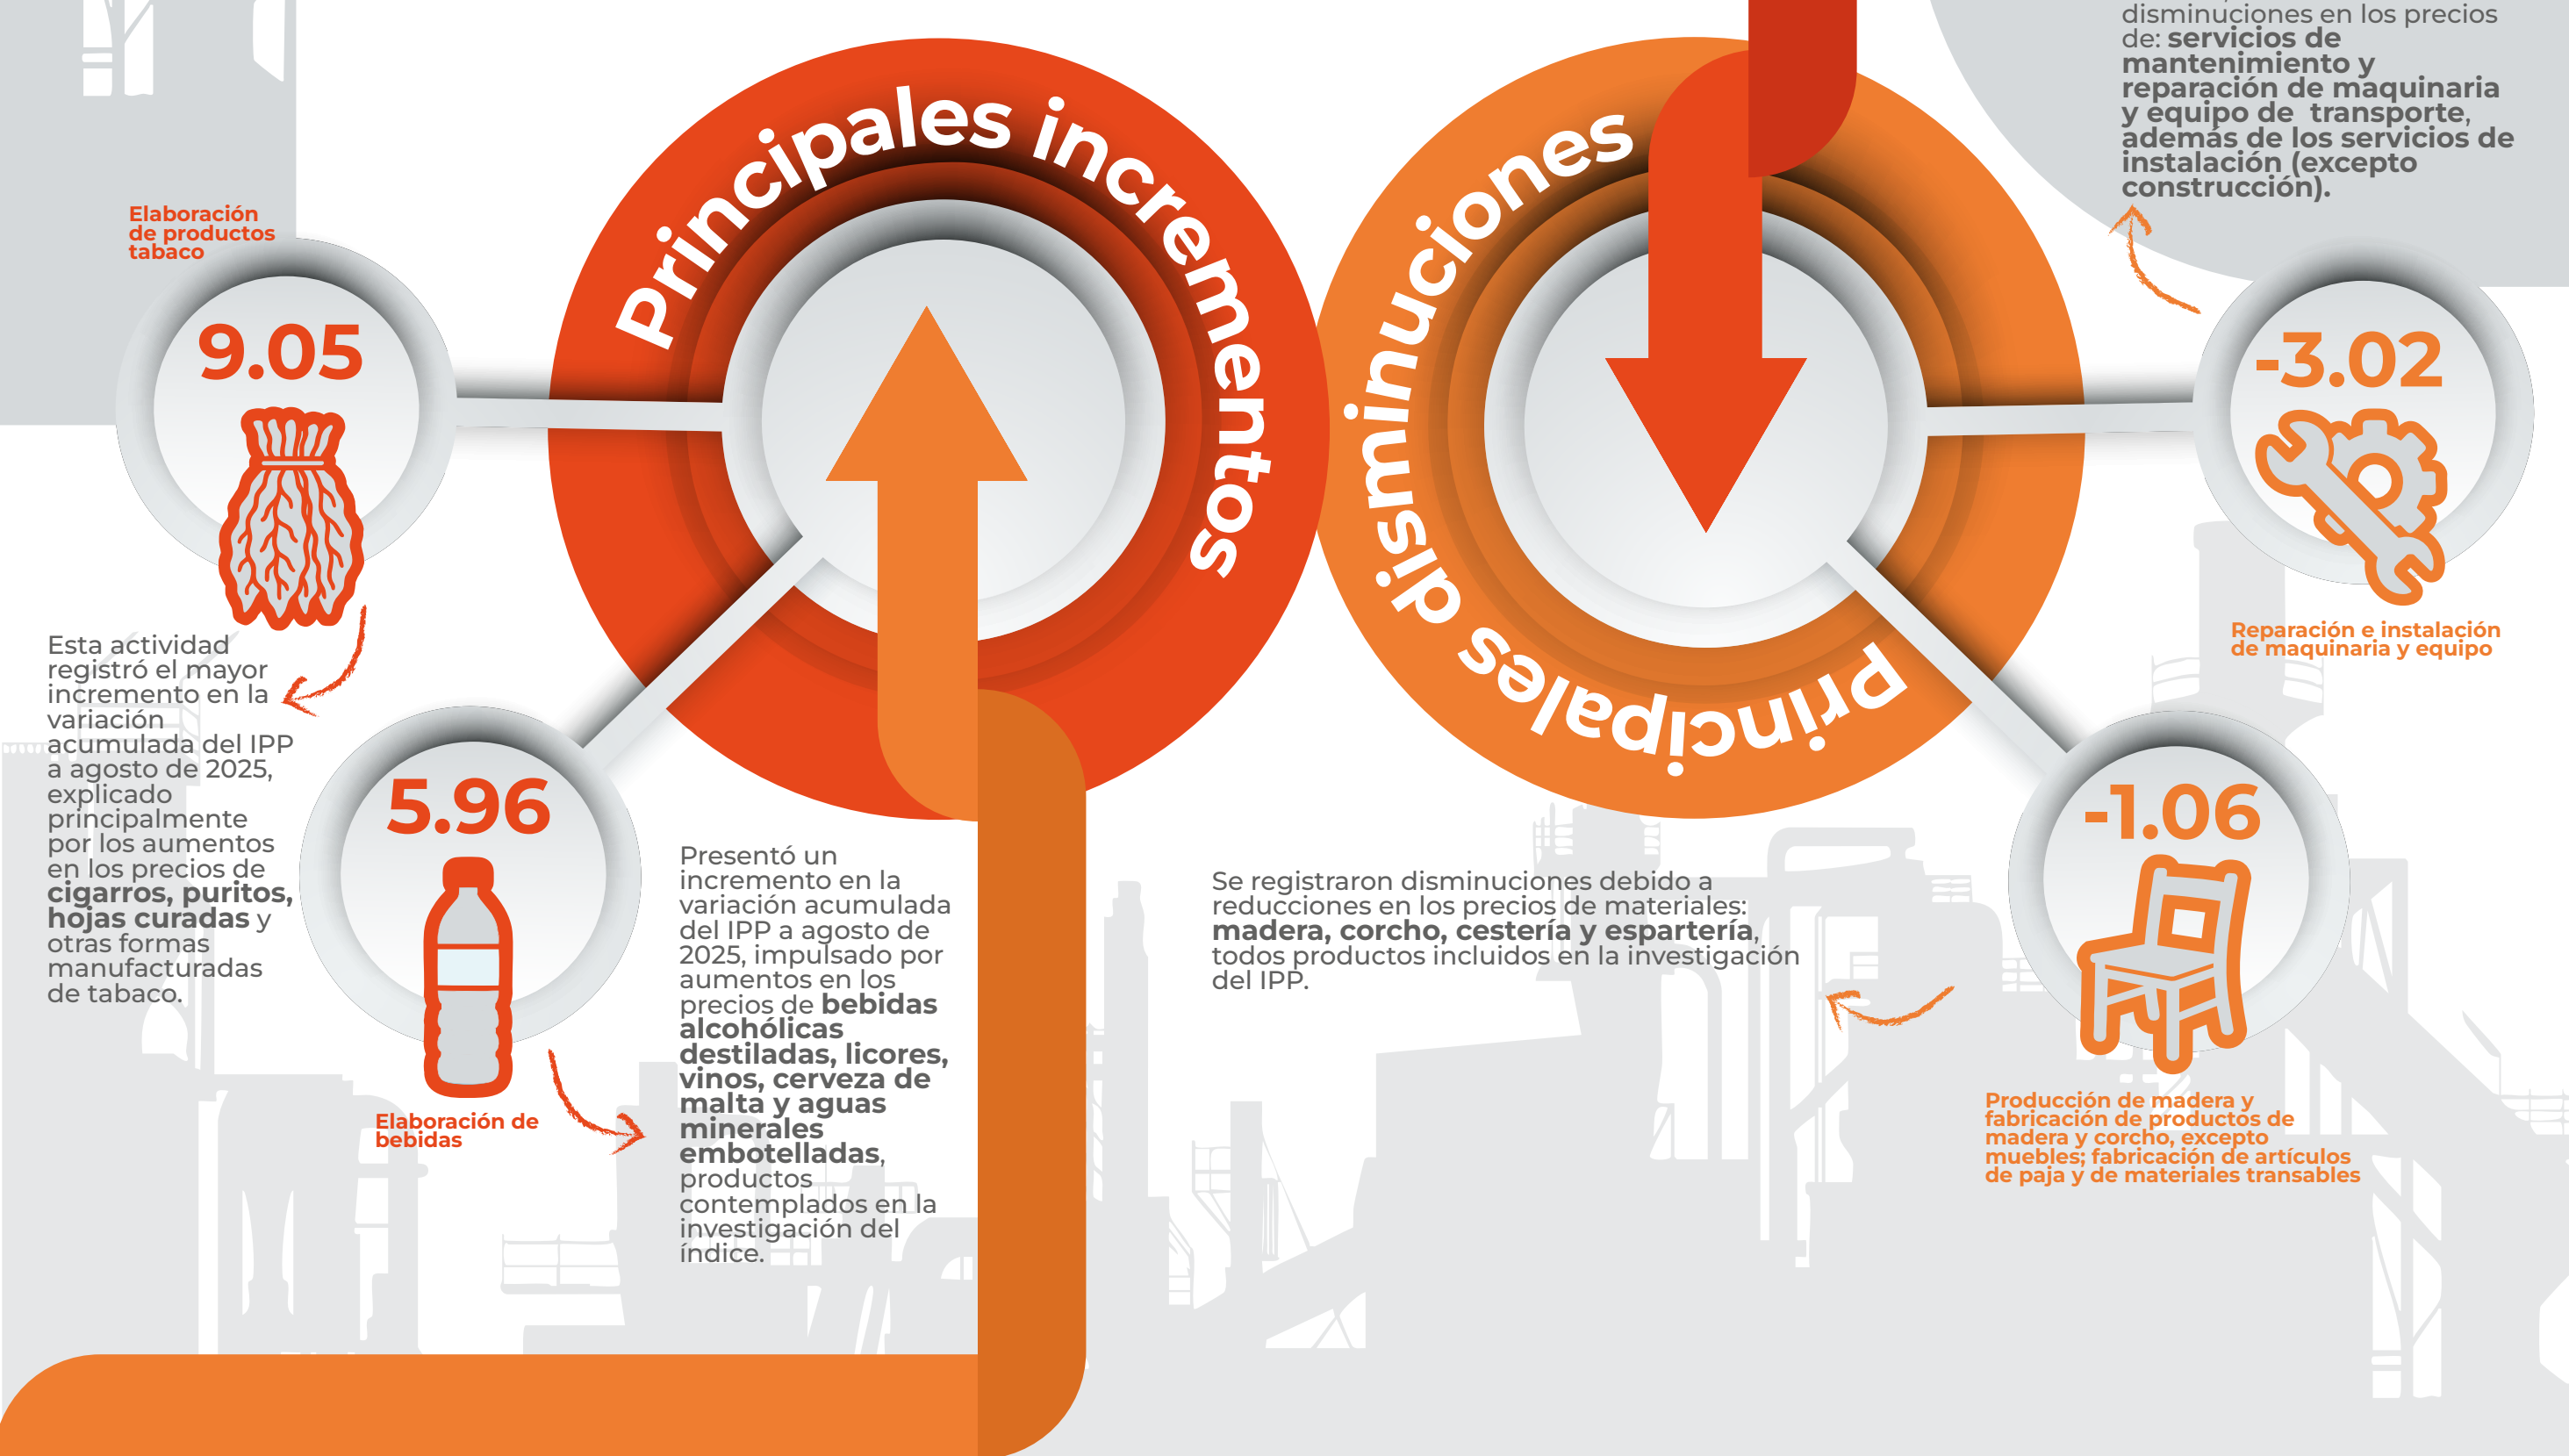 Principales incrementos
Elaboración
de productos
tabaco
9.05
Esta actividad
registró el mayor
incremento en la
variación
acumulada del IPP
a agosto de 2025,
explicado
principalmente
por los aumentos
en los precios de
cigarros, puritos,
hojas curadas y
otras formas
manufacturadas
de tabaco.
5.96
Elaboración de
bebidas
Presentó un
incremento en la
variación acumulada
del IPP a agosto de
2025, impulsado por
aumentos en los
precios de bebidas
alcohólicas
destiladas, licores,
vinos, cerveza de
malta y aguas
minerales
embotelladas,
productos
contemplados en la
investigación del
índice.
Principales disminuciones
disminuciones en los precios
de: servicios de
mantenimiento y
reparación de maquinaria
y equipo de  transporte,
además de los servicios de
instalación (excepto
construcción).
-3.02
Reparación e instalación
de maquinaria y equipo
-1.06
Se registraron disminuciones debido a
reducciones en los precios de materiales:
madera, corcho, cestería y espartería,
todos productos incluidos en la investigación
del IPP.
Producción de madera y
fabricación de productos de
madera y corcho, excepto
muebles; fabricación de artículos
de paja y de materiales transables